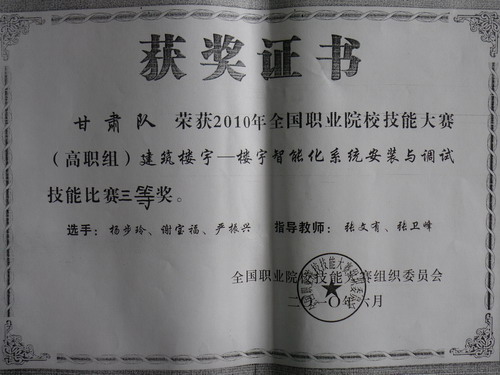 获奖证书
甘肃队 荣获2010年全国职业院校技能大赛
（高职组）建筑楼宇—楼宇智能化系统安装与调试
技能比赛三等奖。
选手：杨步玲、谢宝福、严振兴 指导教师：张文有、张卫峰
全国职业院校技能大赛组织委员会
二〇一〇年六月